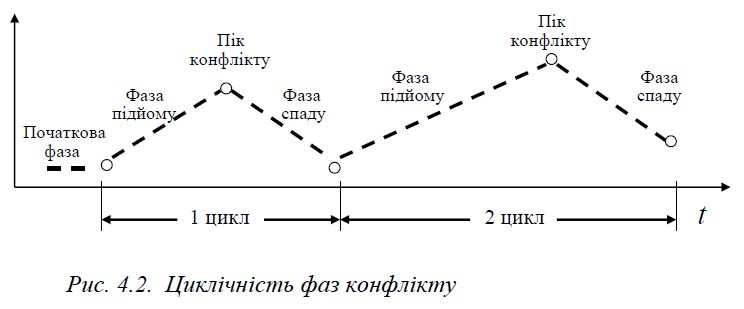 Пік
конфлікту
Пік
конфлікту
Фаза
підйому
Фаза
спаду
Фаза
підйому
Фаза
спаду
Початкова
фаза
1 цикл
2 цикл
t
Рис. 4.2. Циклічність фаз конфлікту